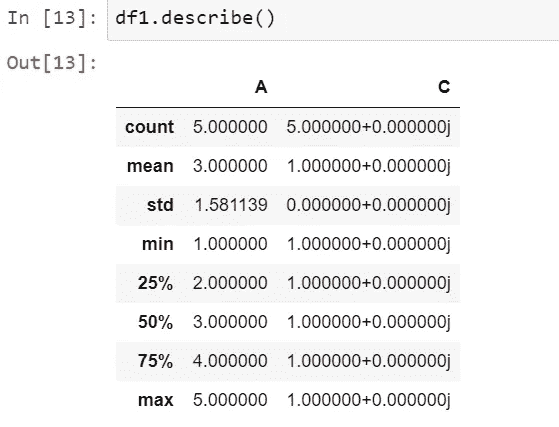 In [13]: df1.describe()
Out[13]:
A C
count 5.000000 5.000000+0.000000j
mean 3.000000 1.000000+0.000000j
std 1.581139 0.000000+0.000000j
min 1.000000 1.000000+0.000000j
25% 2.000000 1.000000+0.000000j
50% 3.000000 1.000000+0.000000j
75% 4.000000 1.000000+0.000000j
max 5.000000 1.000000+0.000000j